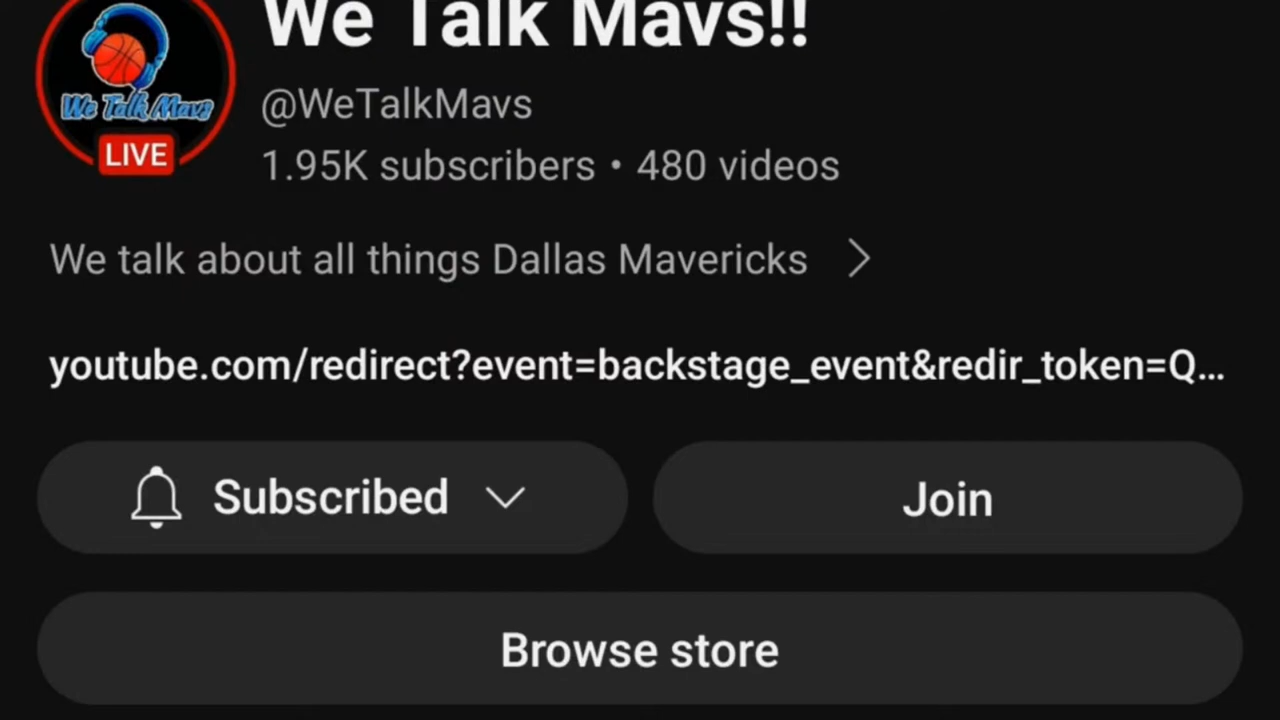 We Talk Mavs!!
We Talk Mavs
LIVE
@WeTalkMavs
1.95K subscribers • 480 videos
We talk about all things Dallas Mavericks
youtube.com/redirect?event=backstage_event&redir_token=Q...
Subscribed
Join
Browse store